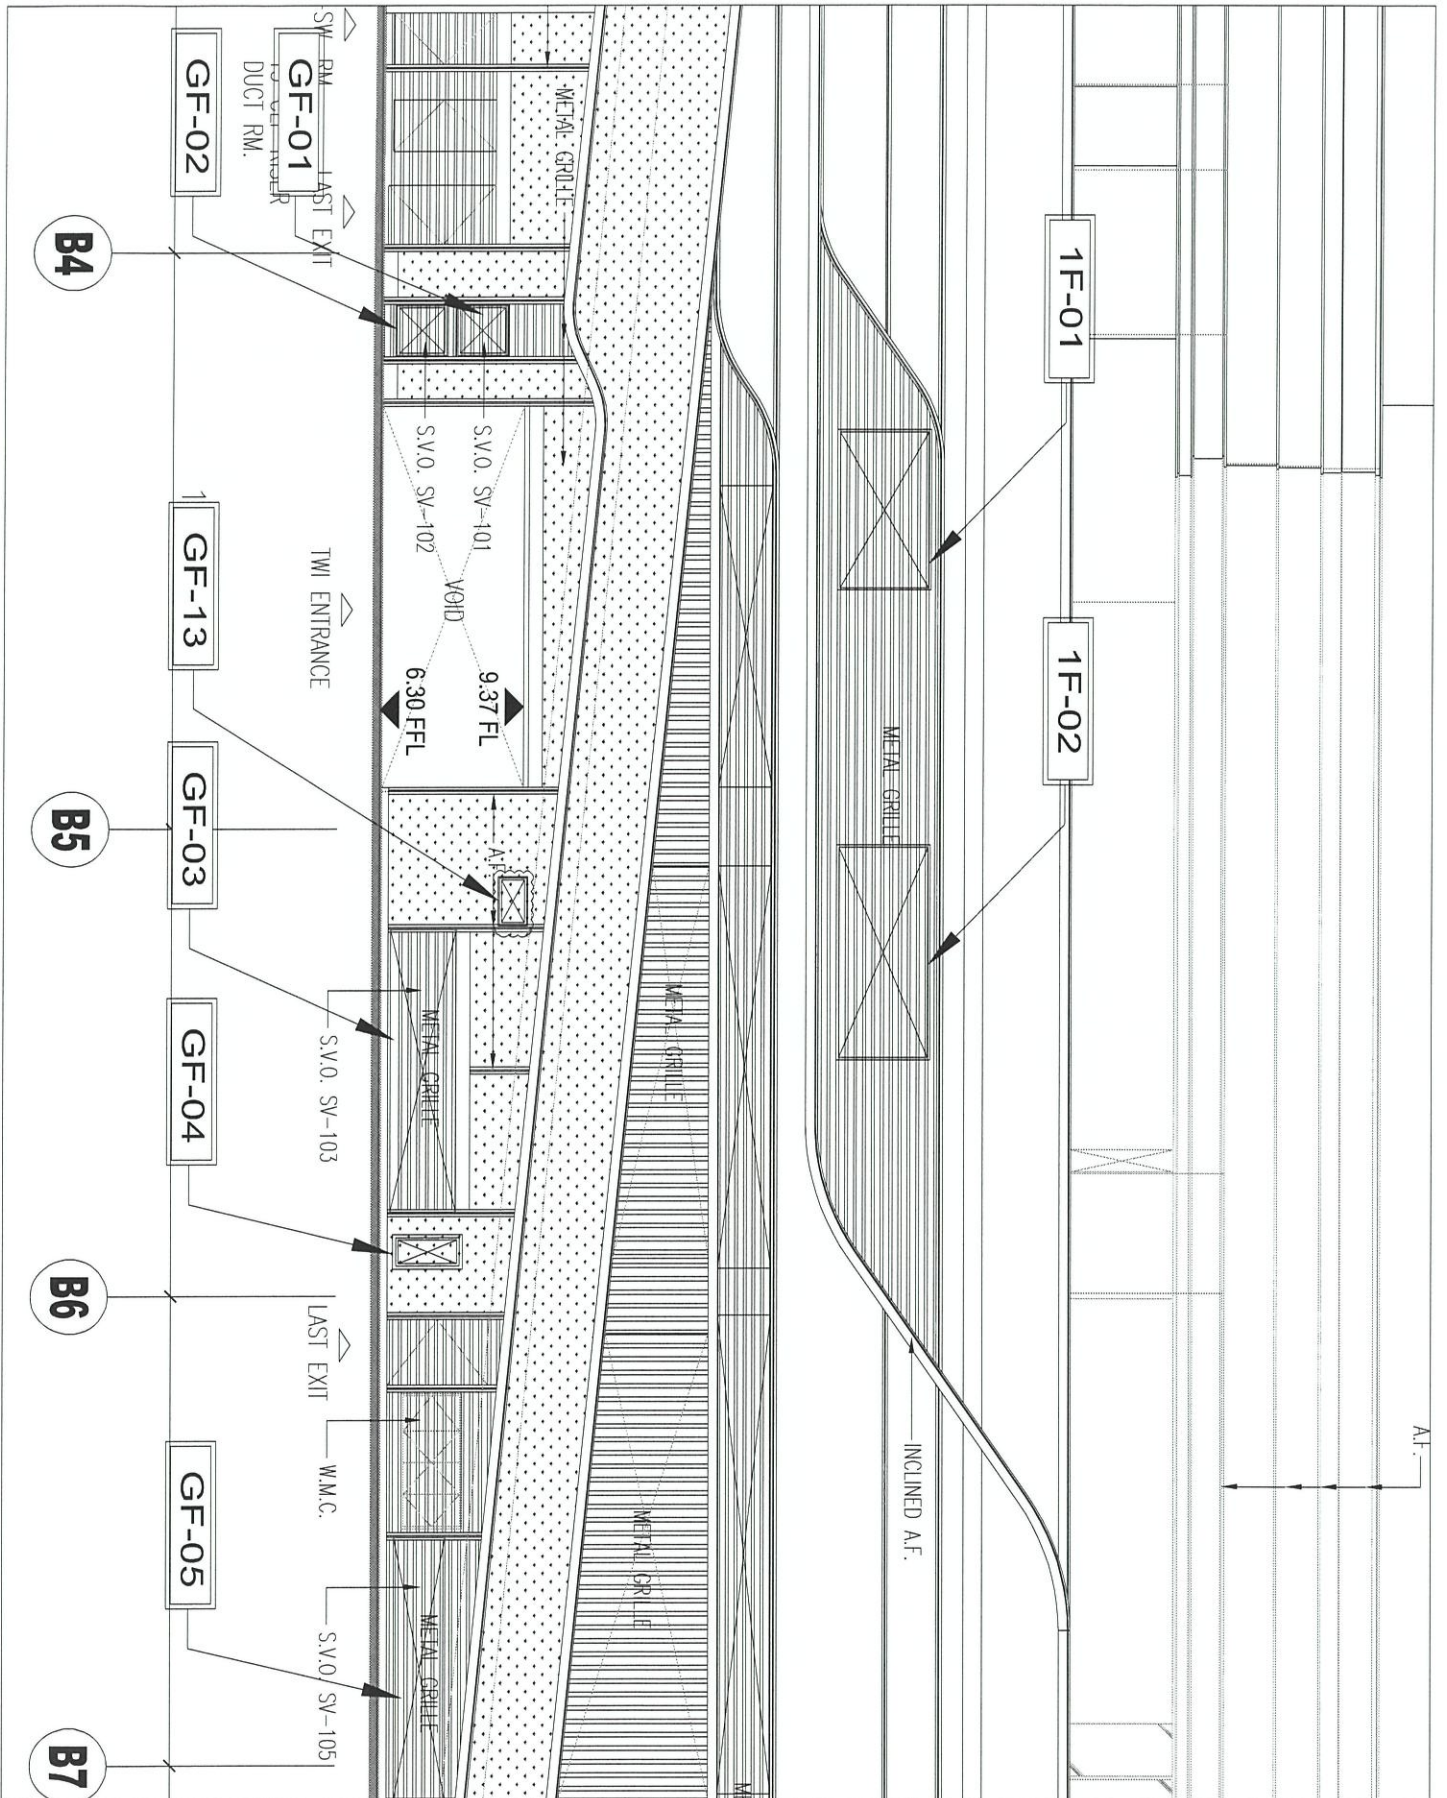 A.F.
1F-01
1F-02
METAL GRILLE
INCLINED A.F.
METAL GRILLE
METAL GRILLE
METAL GRILLE
9.37 FL
VOID
6.30 FFL
A.F.
S.V.O. SV-101
S.V.O. SV-102
METAL GRILLE
METAL GRILLE
S.V.O. SV-103
W.M.C.
S.V.O. SV-105
SW. RM
LAST EXIT
TWI ENTRANCE
LAST EXIT
DUCT RM.
GF-01
GF-02
GF-13
GF-03
GF-04
GF-05
B4
B5
B6
B7